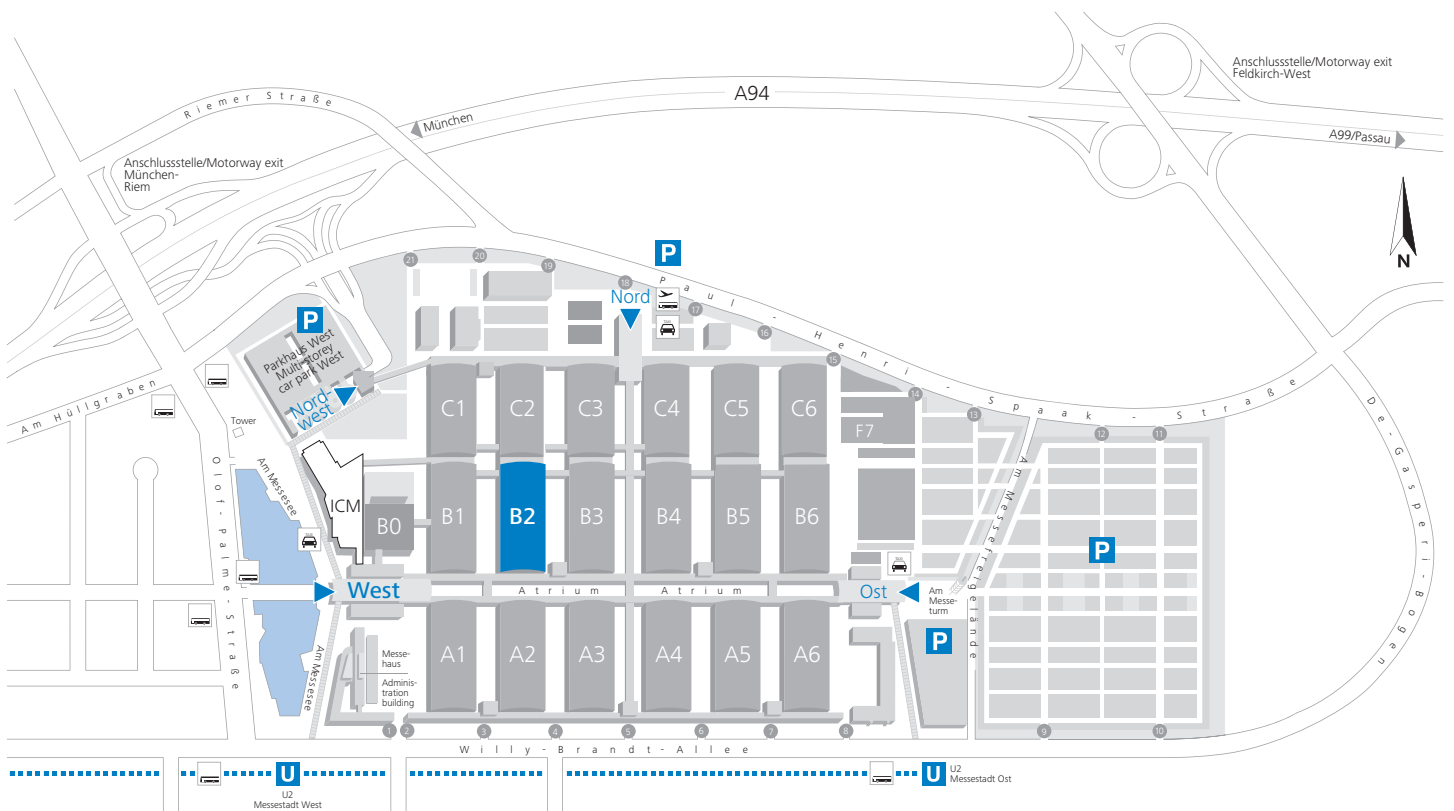 Anschlussstelle/Motorway exit
Feldkirch-West
A94
Riemer Straße
München
A99/Passau
Anschlussstelle/Motorway exit
München-
Riem
N
P
21
20
19
18
Paul-Henri-Spaak-Straße
Nord
TAXI
17
16
15
14
13
12
11
P
Parkhaus West
Multi-storey
car park West
Nord-
west
Am Hüllgraben
Tower
C1
C2
C3
C4
C5
C6
F7
De-Gasperi-Bogen
Olof-Palme-Straße
Am Messesee
ICM
B0
B1
B2
B3
B4
B5
B6
Am Messefreigelände
P
TAXI
TAXI
West
Atrium
Atrium
Ost
Am
Messe-
turm
P
Am Messesee
Messe-
haus
Adminis-
tration
building
A1
A2
A3
A4
A5
A6
1
2
3
4
5
6
7
8
9
10
Willy-Brandt-Allee
U
U2
Messestadt West
U
U2
Messestadt Ost